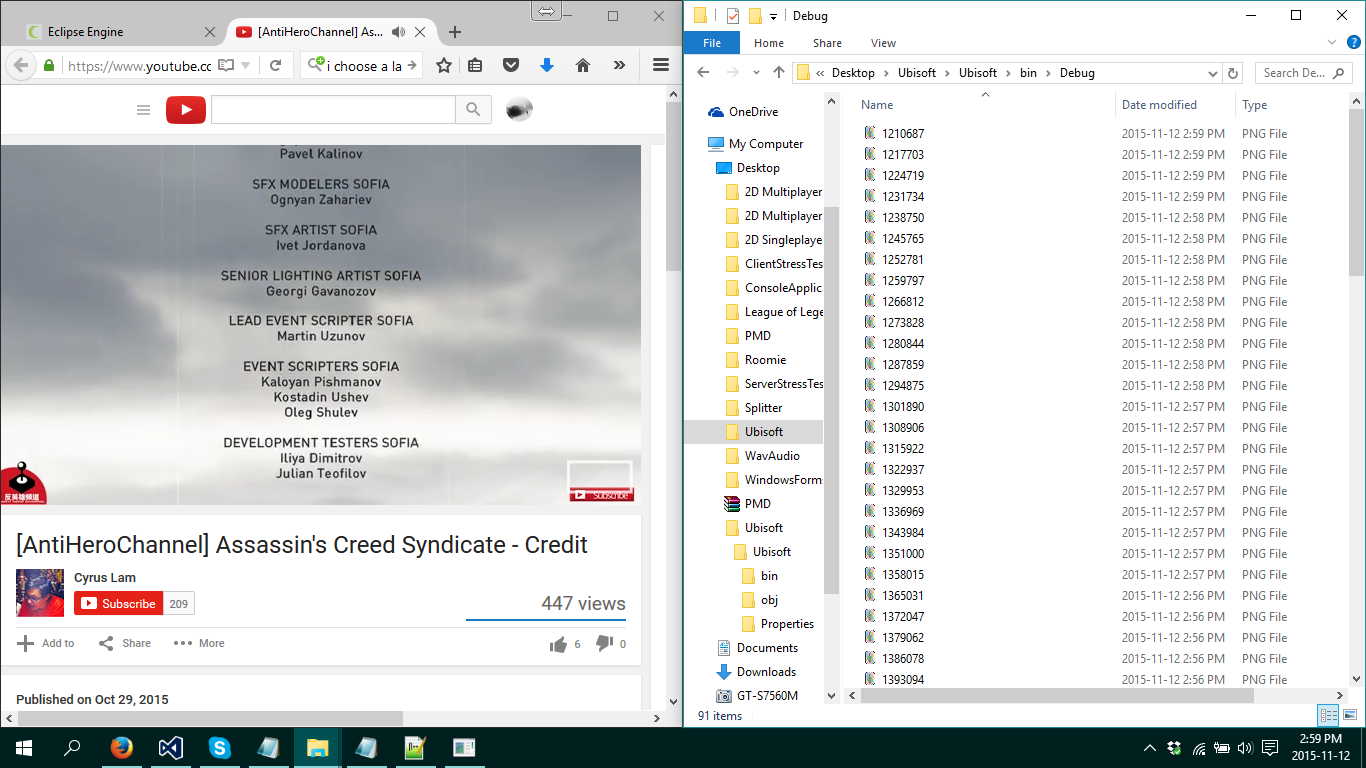 Eclipse Engine
[AntiHeroChannel] As...
https://www.youtube.cc
i choose a la
Pavel Kalinov
SFX MODELERS SOFIA
Ognyan Zahariev
SFX ARTIST SOFIA
Ivet Jordanova
SENIOR LIGHTING ARTIST SOFIA
Georgi Gavanozov
LEAD EVENT SCRIPTER SOFIA
Martin Uzunov
EVENT SCRIPTERS SOFIA
Kaloyan Pishmanov
Kostadin Ushev
Oleg Shulev
DEVELOPMENT TESTERS SOFIA
Iliya Dimitrov
Julian Teofilov
反英雄頻道
Subscribe
[AntiHeroChannel] Assassin's Creed Syndicate - Credit
Cyrus Lam
Subscribe 209
447 views
Add to Share More
6 0
Published on Oct 29, 2015
Debug
File Home Share View
« Desktop > Ubisoft > Ubisoft > bin > Debug
Search De...
OneDrive
My Computer
Desktop
2D Multiplayer
2D Multiplayer
2D Singleplaye
ClientStressTes
ConsoleApplica
League of Lege
PMD
Roomie
ServerStressTes
Splitter
Ubisoft
WavAudio
WindowsForm
PMD
Ubisoft
Ubisoft
bin
obj
Properties
Documents
Downloads
GT-S7560M
Name Date modified Type
1210687 2015-11-12 2:59 PM PNG File
1217703 2015-11-12 2:59 PM PNG File
1224719 2015-11-12 2:59 PM PNG File
1231734 2015-11-12 2:59 PM PNG File
1238750 2015-11-12 2:58 PM PNG File
1245765 2015-11-12 2:58 PM PNG File
1252781 2015-11-12 2:58 PM PNG File
1259797 2015-11-12 2:58 PM PNG File
1266812 2015-11-12 2:58 PM PNG File
1273828 2015-11-12 2:58 PM PNG File
1280844 2015-11-12 2:58 PM PNG File
1287859 2015-11-12 2:58 PM PNG File
1294875 2015-11-12 2:58 PM PNG File
1301890 2015-11-12 2:57 PM PNG File
1308906 2015-11-12 2:57 PM PNG File
1315922 2015-11-12 2:57 PM PNG File
1322937 2015-11-12 2:57 PM PNG File
1329953 2015-11-12 2:57 PM PNG File
1336969 2015-11-12 2:57 PM PNG File
1343984 2015-11-12 2:57 PM PNG File
1351000 2015-11-12 2:57 PM PNG File
1358015 2015-11-12 2:57 PM PNG File
1365031 2015-11-12 2:56 PM PNG File
1372047 2015-11-12 2:56 PM PNG File
1379062 2015-11-12 2:56 PM PNG File
1386078 2015-11-12 2:56 PM PNG File
1393094 2015-11-12 2:56 PM PNG File
91 items
2:59 PM
2015-11-12